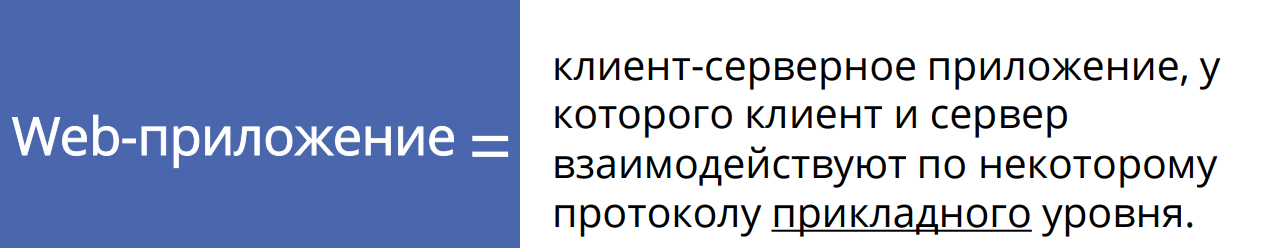 Web-приложение =
клиент-серверное приложение, у
которого клиент и сервер
взаимодействуют по некоторому
протоколу прикладного уровня.